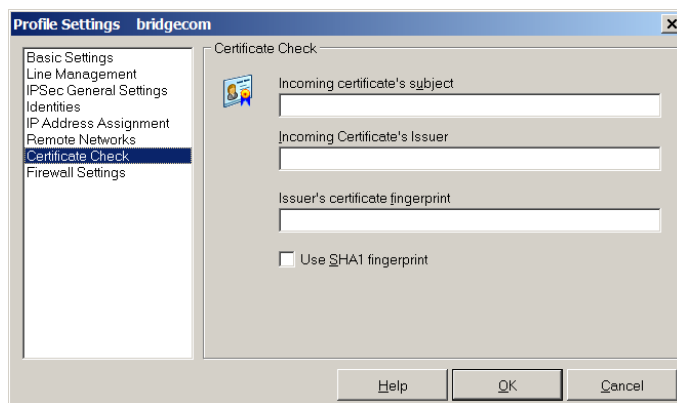 Profile Settings bridgecom
Basic Settings
Line Management
IPSec General Settings
Identities
IP Address Assignment
Remote Networks
Certificate Check
Firewall Settings
Certificate Check
Incoming certificate's subject
Incoming Certificate's Issuer
Issuer's certificate fingerprint
Use SHA1 fingerprint
Help OK Cancel